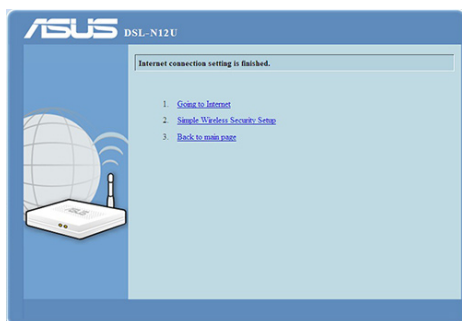 ASUS DSL-N12U
Internet connection setting is finished.
1. Going to Internet
2. Simple Wireless Security Setup
3. Back to main page
ASUS